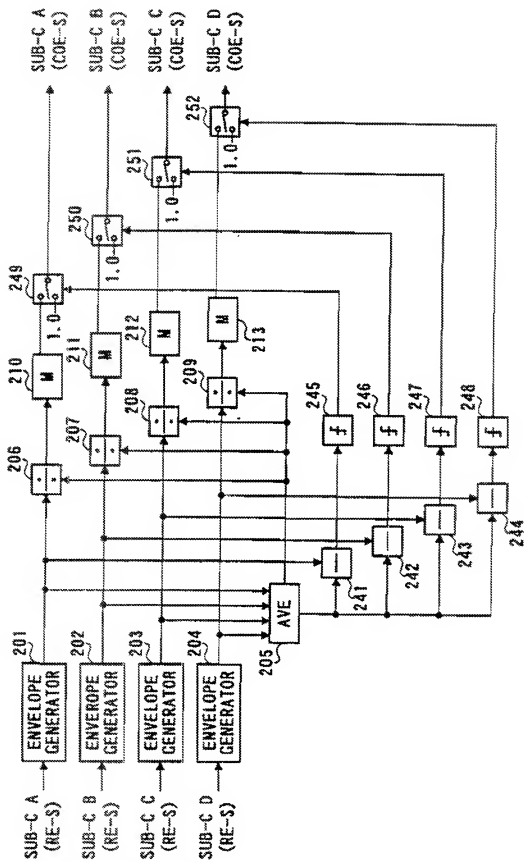 SUB-C A
(RE-S)
201
ENVELOPE
GENERATOR
206
÷
210
M
249
1.0
SUB-C A
(COE-S)
SUB-C B
(RE-S)
202
ENVEROPE
GENERATOR
207
÷
211
M
250
1.0
SUB-C B
(COE-S)
SUB-C C
(RE-S)
203
ENVELOPE
GENERATOR
208
÷
212
M
251
1.0
SUB-C C
(COE-S)
SUB-C D
(RE-S)
204
ENVELOPE
GENERATOR
209
÷
213
M
252
1.0
SUB-C D
(COE-S)
205
AVE
241
—
245
242
—
246
243
—
247
244
—
248